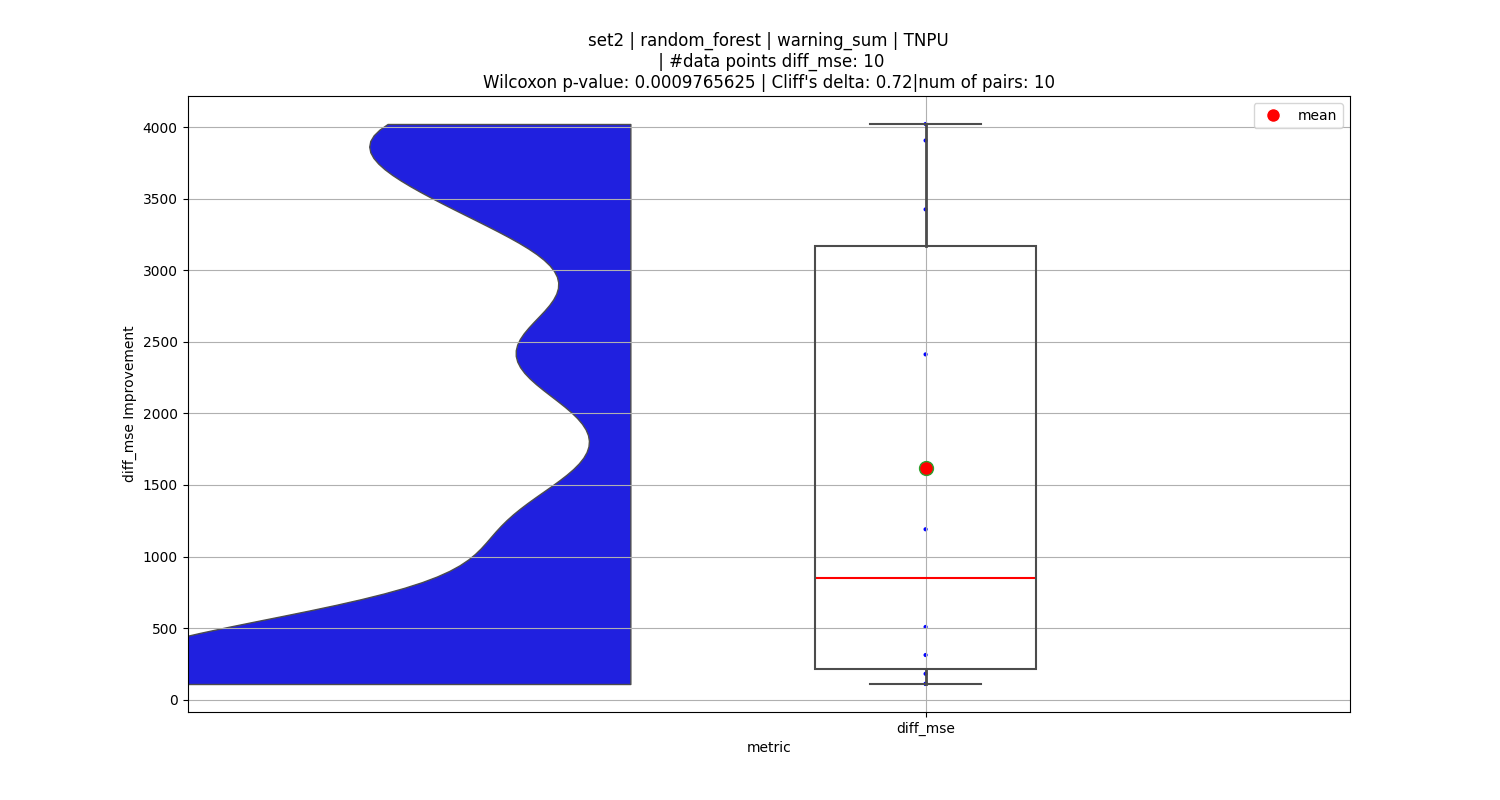 set2 | random_forest | warning_sum | TNPU
| #data points diff_mse: 10
Wilcoxon p-value: 0.0009765625 | Cliff's delta: 0.72|num of pairs: 10
mean
4000
3500
3000
2500
2000
1500
1000
500
0
diff_mse Improvement
diff_mse
metric